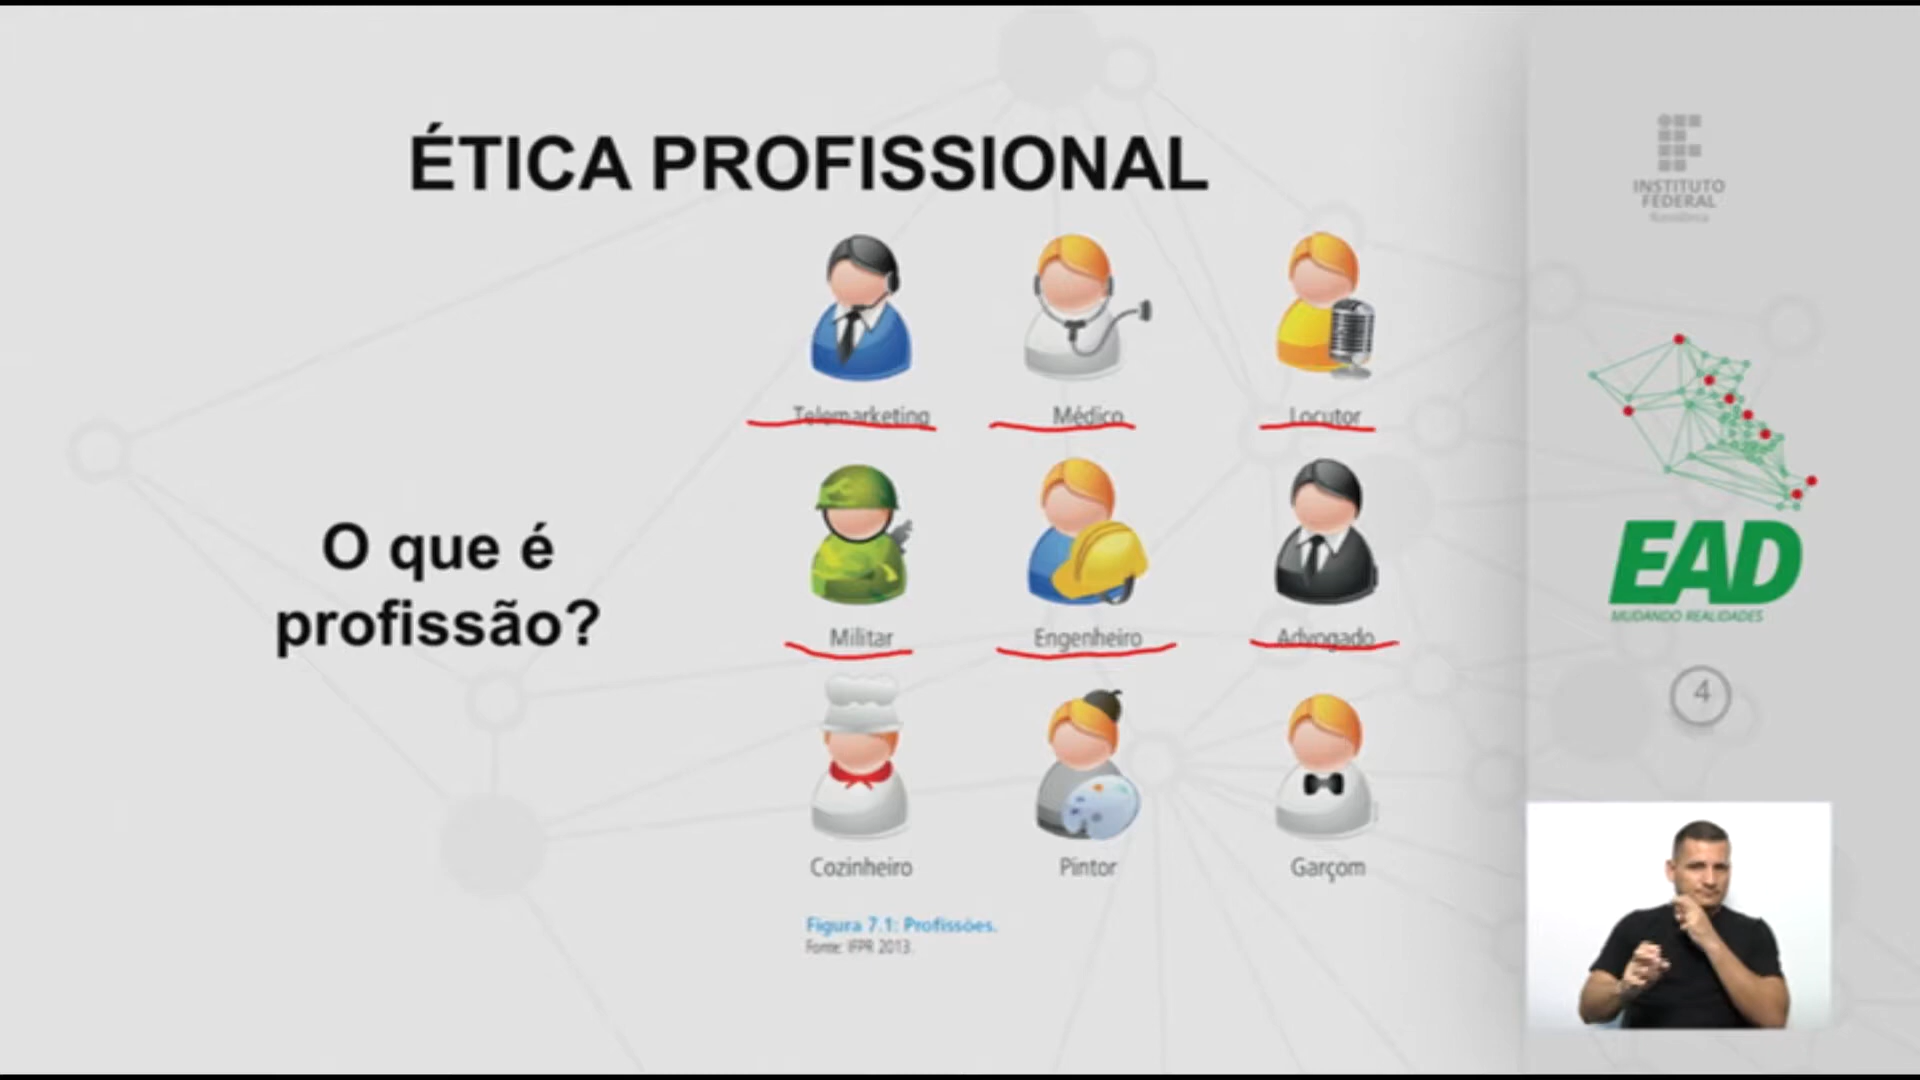 ÉTICA PROFISSIONAL
O que é
profissão?
Telemarketing
Médico
Locutor
Militar
Engenheiro
Advogado
Cozinheiro
Pintor
Garçom
Figura 7.1: Profissões.
Fonte: IFPR 2013.
INSTITUTO
FEDERAL
Rondônia
EAD
MUDANDO REALIDADES
4